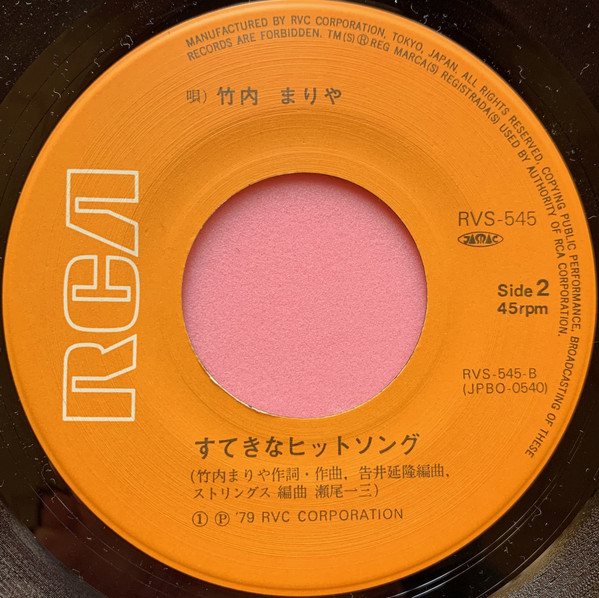 MANUFACTURED BY RVC CORPORATION, TOKYO, JAPAN. ALL RIGHTS RESERVED, COPYING PUBLIC PERFORMANCE, BROADCASTING OF THESE
RECORDS ARE FORBIDDEN. TM(S)®REG MARCA(S) REGISTRADA(S) USED BY AUTHORITY OF RCA CORPORATION.
唄) 竹内 まりや
RCA
RVS-545
JASRAC
Side 2
45rpm
RVS-545-B
(JPBO-0540)
すてきなヒットソング
(竹内まりや作詞・作曲, 告井延隆編曲,
ストリングス 編曲 瀬尾一三)
① Ⓟ '79 RVC CORPORATION